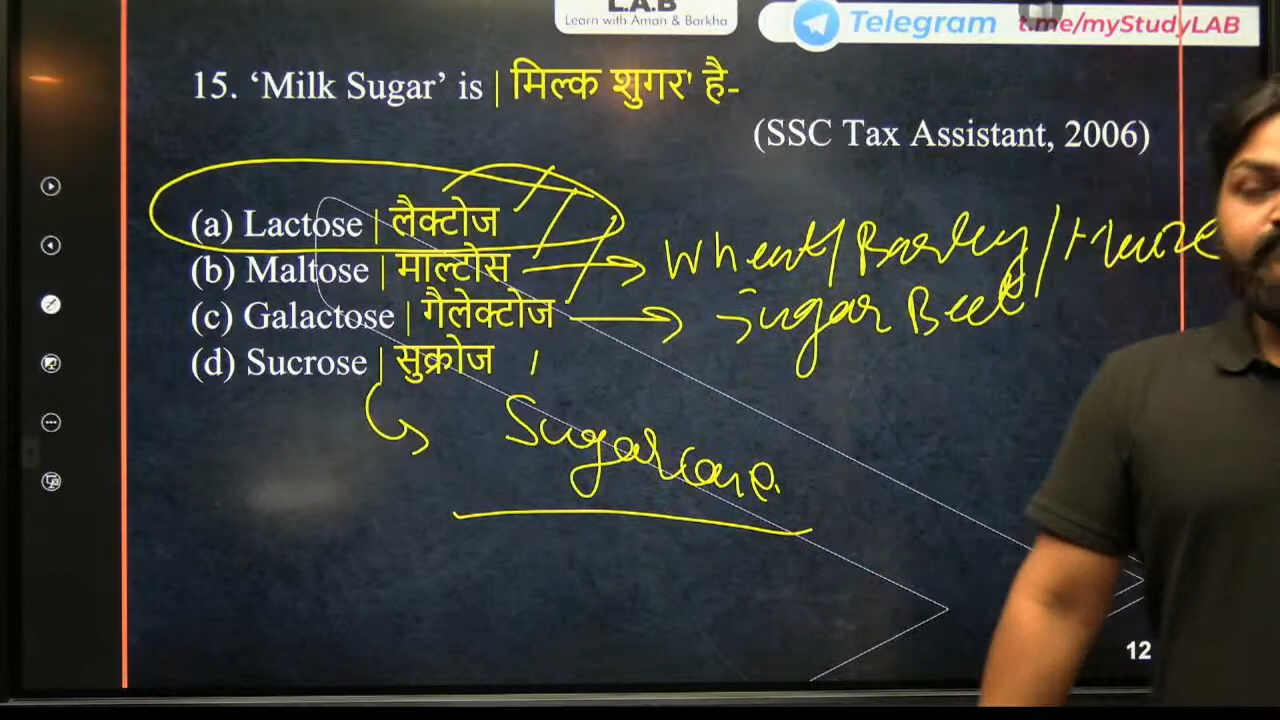 L.A.B
Learn with Aman & Barkha
Telegram t.me/myStudyLAB
15. ‘Milk Sugar’ is | मिल्क शुगर' है-
(SSC Tax Assistant, 2006)
(a) Lactose | लैक्टोज
(b) Maltose | माल्टोस → Wheat/Barley/
(c) Galactose | गैलेक्टोज → Sugar Beet
(d) Sucrose | सुक्रोज
Sugarcane
12